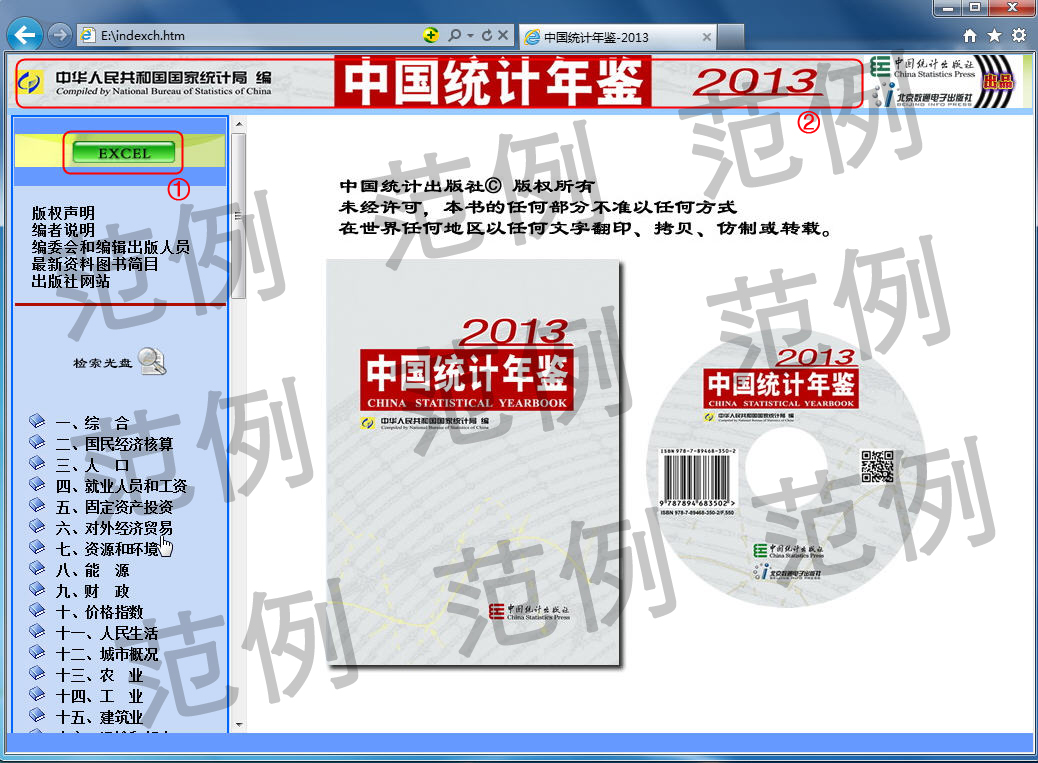 E:\indexch.htm
中国统计年鉴-2013
中华人民共和国国家统计局 编
Compiled by National Bureau of Statistics of China
中国统计年鉴
2013
中国统计出版社
China Statistics Press
北京数通电子出版社
BEIJING INFO PRESS
出品
②
EXCEL
①
版权声明
编者说明
编委会和编辑出版人员
最新资料图书简目
出版社网站
检索光盘
一、综 合
二、国民经济核算
三、人 口
四、就业人员和工资
五、固定资产投资
六、对外经济贸易
七、资源和环境
八、能 源
九、财 政
十、价格指数
十一、人民生活
十二、城市概况
十三、农 业
十四、工 业
十五、建筑业
中国统计出版社© 版权所有
未经许可，本书的任何部分不准以任何方式
在世界任何地区以任何文字翻印、拷贝、仿制或转载。
2013
中国统计年鉴
CHINA STATISTICAL YEARBOOK
中华人民共和国国家统计局 编
Compiled by National Bureau of Statistics of China
中国统计出版社
China Statistics Press
2013
中国统计年鉴
CHINA STATISTICAL YEARBOOK
中华人民共和国国家统计局 编
Compiled by National Bureau of Statistics of China
ISBN 978-7-89468-350-2
9 787894 683502 >
ISBN 978-7-89468-350-2/F.550
中国统计出版社
China Statistics Press
北京数通电子出版社
BEIJING INFO PRESS
范例
范例
范例
范例
范例
范例
范例
范例
范例